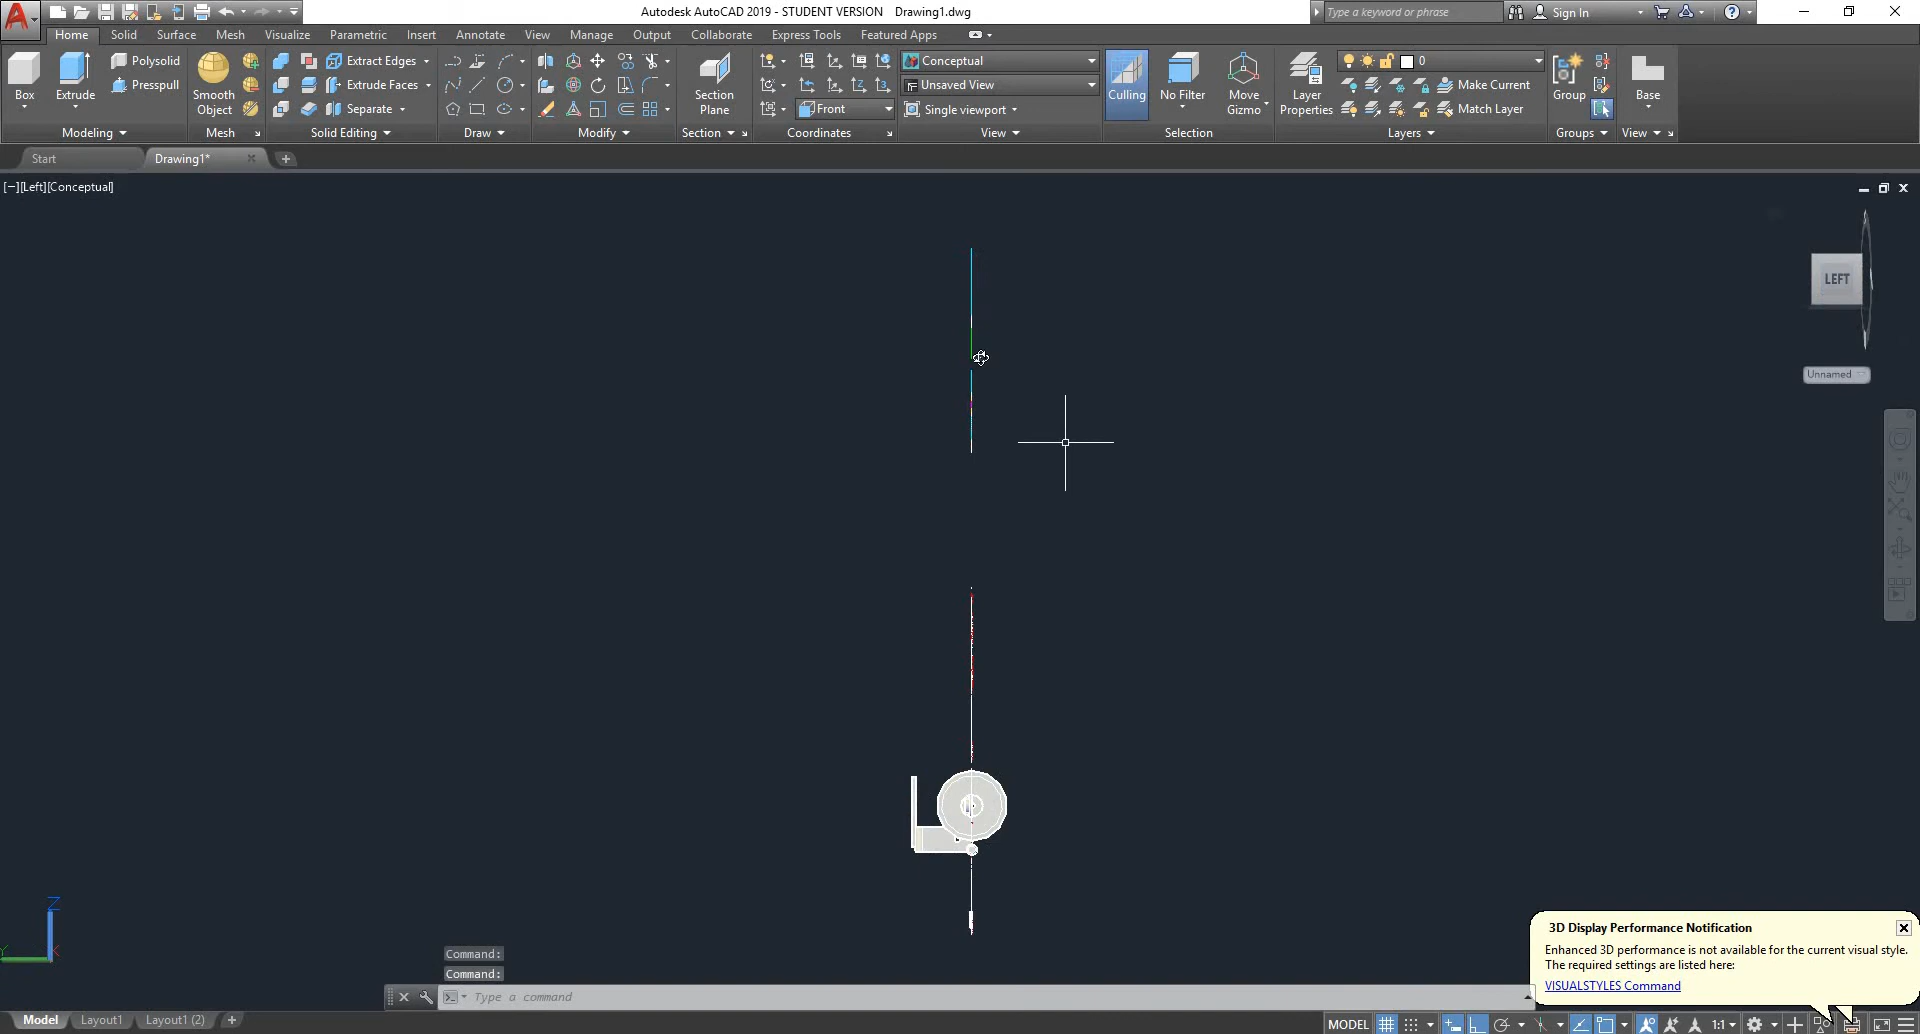 Autodesk AutoCAD 2019 - STUDENT VERSION Drawing1.dwg
Type a keyword or phrase
Sign In
Home Solid Surface Mesh Visualize Parametric Insert Annotate View Manage Output Collaborate Express Tools Featured Apps
Box
Extrude
Polysolid
Presspull
Modeling
Smooth
Object
Mesh
Extract Edges
Extrude Faces
Separate
Solid Editing
Draw
Modify
Section
Plane
Section
Front
Coordinates
Conceptual
Unsaved View
Single viewport
View
Culling
No Filter
Move
Gizmo
Selection
Layer
Properties
0
Make Current
Match Layer
Layers
Group
Groups
Base
View
Start
Drawing1*
[−][Left][Conceptual]
LEFT
Unnamed
Z
Y
X
Command:
Command:
Type a command
3D Display Performance Notification
Enhanced 3D performance is not available for the current visual style.
The required settings are listed here:
VISUALSTYLES Command
Model Layout1 Layout1 (2)
MODEL
1:1